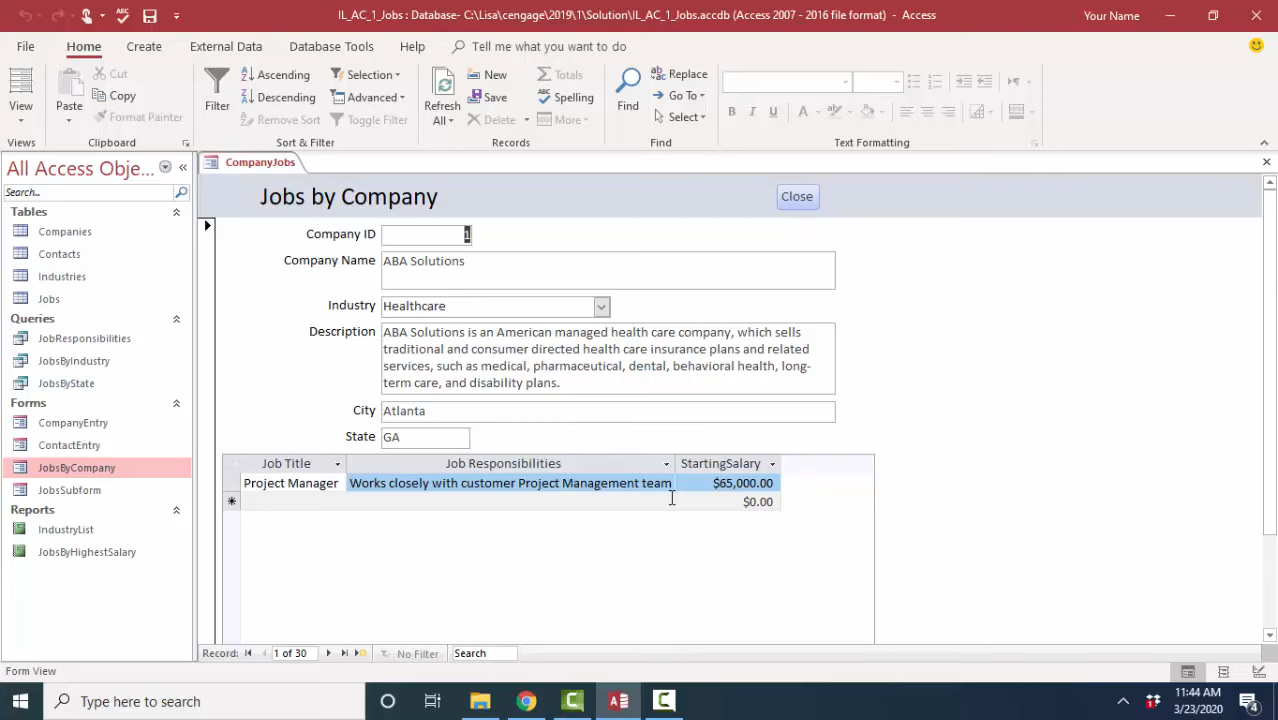 IL_AC_1_Jobs : Database- C:\Lisa\cengage\2019\1\Solution\IL_AC_1_Jobs.accdb (Access 2007 - 2016 file format) - Access
Your Name
File Home Create External Data Database Tools Help Tell me what you want to do
View
Views
Paste
Cut
Copy
Format Painter
Clipboard
Filter
Ascending
Descending
Remove Sort
Selection
Advanced
Toggle Filter
Sort & Filter
Refresh
All
New
Save
Delete
Totals
Spelling
More
Records
Find
Replace
Go To
Select
Find
B I U A
Text Formatting
All Access Obje...
Search...
Tables
Companies
Contacts
Industries
Jobs
Queries
JobResponsibilities
JobsByIndustry
JobsByState
Forms
CompanyEntry
ContactEntry
JobsByCompany
JobsSubform
Reports
IndustryList
JobsByHighestSalary
CompanyJobs
Jobs by Company
Close
Company ID 1
Company Name ABA Solutions
Industry Healthcare
Description ABA Solutions is an American managed health care company, which sells
traditional and consumer directed health care insurance plans and related
services, such as medical, pharmaceutical, dental, behavioral health, long-
term care, and disability plans.
City Atlanta
State GA
Job Title Job Responsibilities StartingSalary
Project Manager Works closely with customer Project Management team $65,000.00
$0.00
Record: 1 of 30 No Filter Search
Form View
Type here to search
11:44 AM
3/23/2020
4